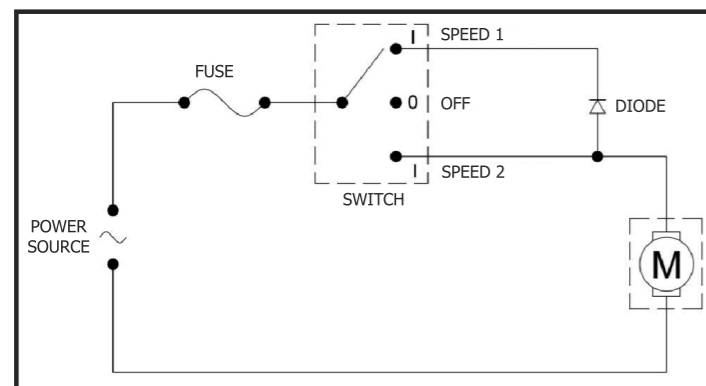 I SPEED 1
FUSE
0 OFF
DIODE
I SPEED 2
SWITCH
POWER
SOURCE
M